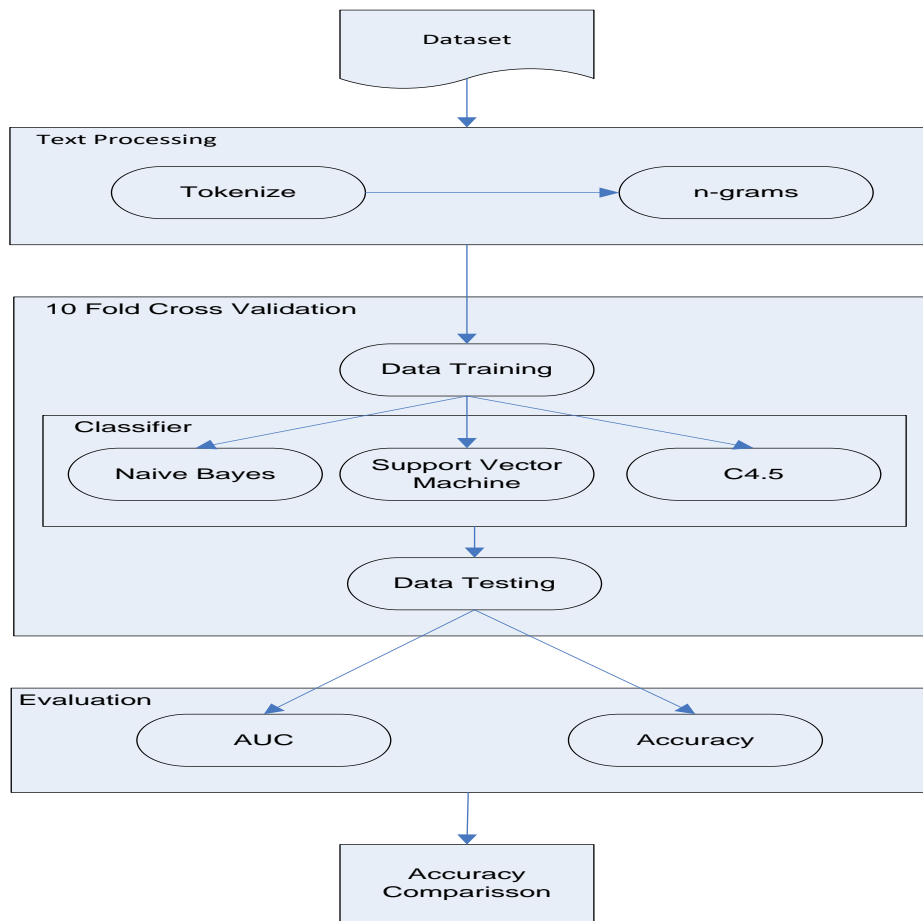 Dataset
Text Processing
Tokenize
n-grams
10 Fold Cross Validation
Data Training
Classifier
Naive Bayes
Support Vector
Machine
C4.5
Data Testing
Evaluation
AUC
Accuracy
Accuracy
Comparisson